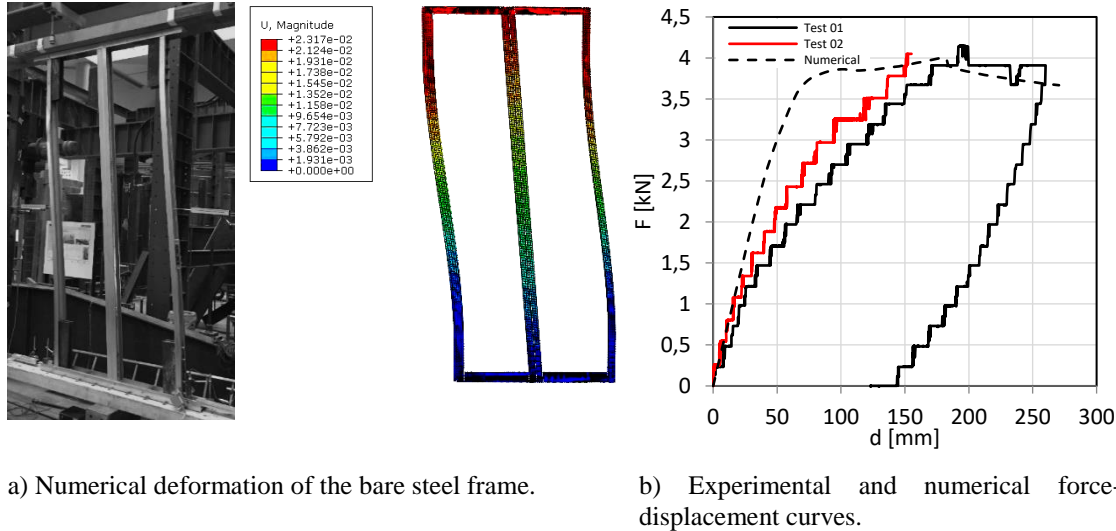 U, Magnitude
+2.317e-02
+2.124e-02
+1.931e-02
+1.738e-02
+1.545e-02
+1.352e-02
+1.158e-02
+9.654e-03
+7.723e-03
+5.792e-03
+3.862e-03
+1.931e-03
+0.000e+00
4,5
4
3,5
3
2,5
2
1,5
1
0,5
0
F [kN]
Test 01
Test 02
Numerical
0 50 100 150 200 250 300
d [mm]
a) Numerical deformation of the bare steel frame.
b) Experimental and numerical force-
displacement curves.